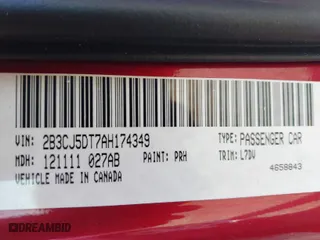 VIN: 2B3CJ5DT7AH174349 TYPE: PASSENGER CAR
MDH: 121111 027AB PAINT: PRH TRIM: L7DV
VEHICLE MADE IN CANADA 4658843
DREAMBID